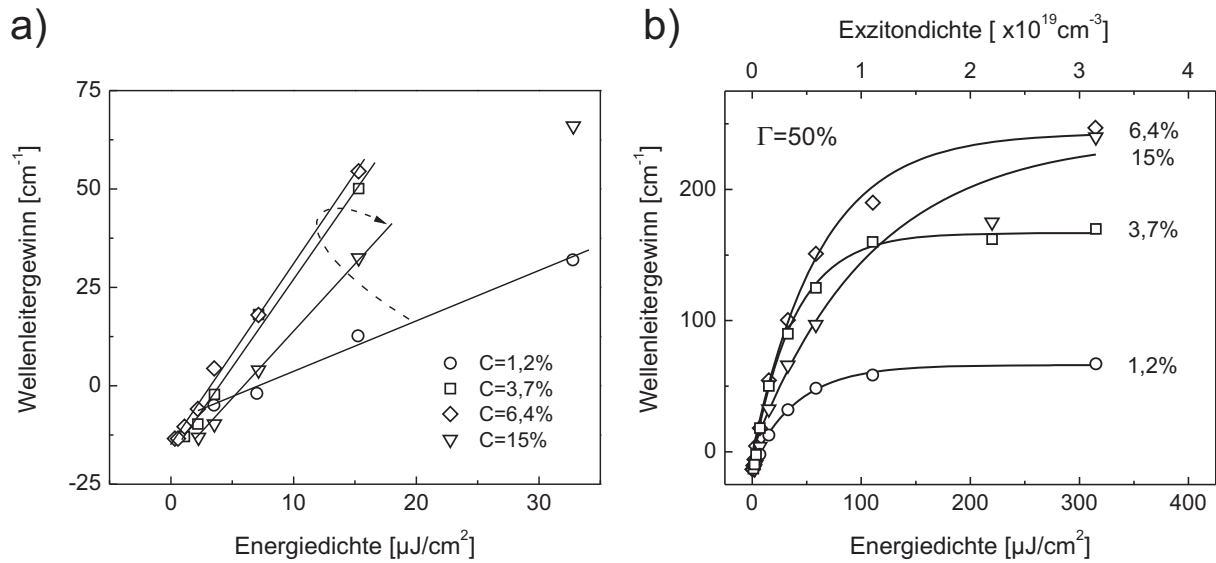 a)
Wellenleitergewinn [cm⁻¹]
75
50
25
0
-25
0 10 20 30
Energiedichte [µJ/cm²]
C=1,2%
C=3,7%
C=6,4%
C=15%
b)
Exzitondichte [ x10¹⁹cm⁻³]
0 1 2 3 4
Γ=50%
Wellenleitergewinn [cm⁻¹]
200
100
0
6,4%
15%
3,7%
1,2%
0 100 200 300 400
Energiedichte [µJ/cm²]